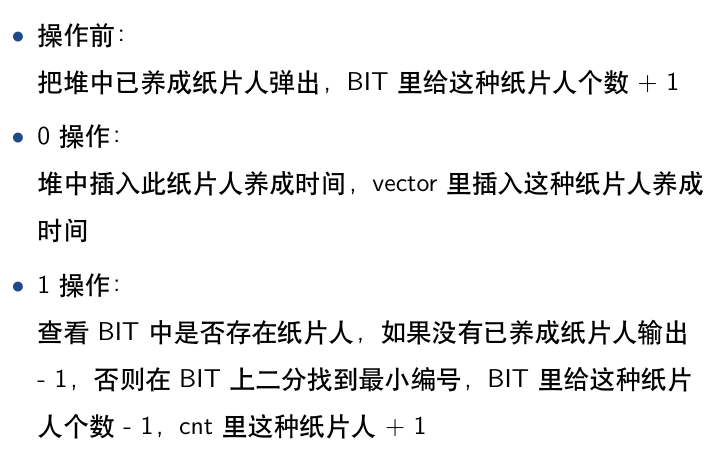 • 操作前：
把堆中已养成纸片人弹出，BIT 里给这种纸片人个数 + 1
• 0 操作：
堆中插入此纸片人养成时间，vector 里插入这种纸片人养成
时间
• 1 操作：
查看 BIT 中是否存在纸片人，如果没有已养成纸片人输出
- 1，否则在 BIT 上二分找到最小编号，BIT 里给这种纸片
人个数 - 1，cnt 里这种纸片人 + 1